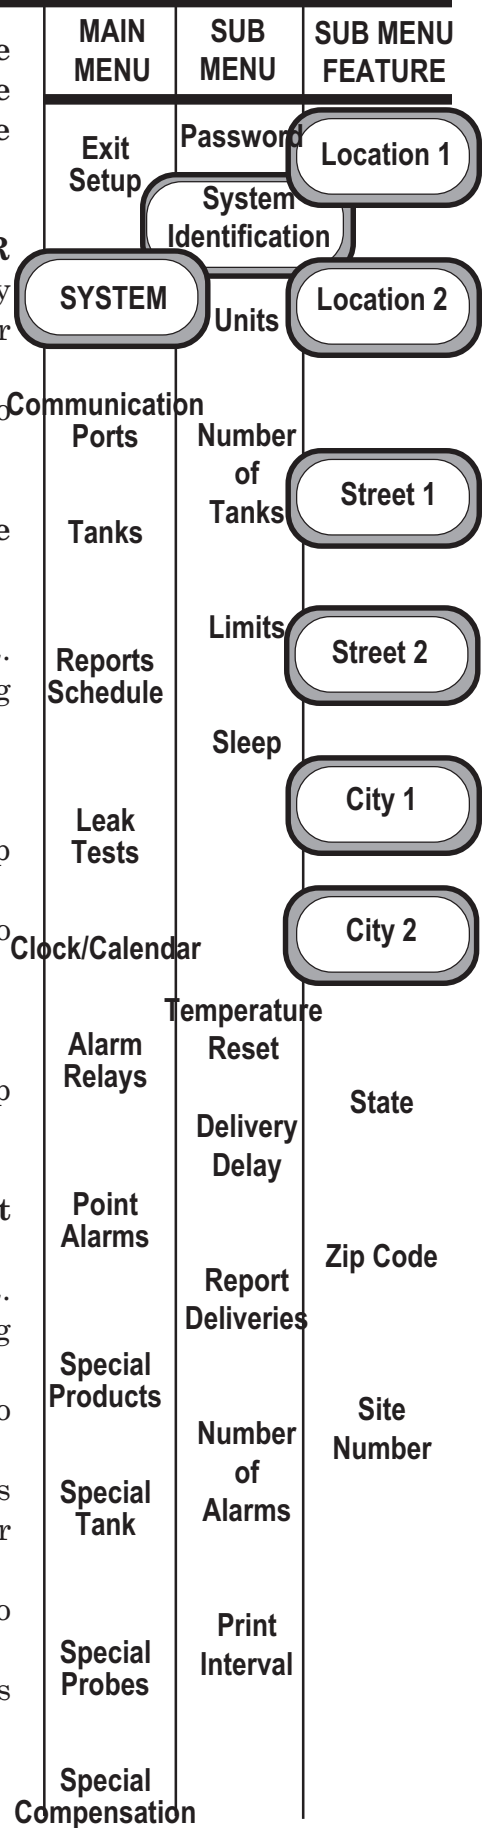 MAIN
MENU
SUB
MENU
SUB MENU
FEATURE
Exit
Setup
SYSTEM
Communication
Ports
Tanks
Reports
Schedule
Leak
Tests
Clock/Calendar
Alarm
Relays
Point
Alarms
Special
Products
Special
Tank
Special
Probes
Special
Compensation
Password
System
Identification
Units
Number
of
Tanks
Limits
Sleep
Temperature
Reset
Delivery
Delay
Report
Deliveries
Number
of
Alarms
Print
Interval
Location 1
Location 2
Street 1
Street 2
City 1
City 2
State
Zip Code
Site
Number